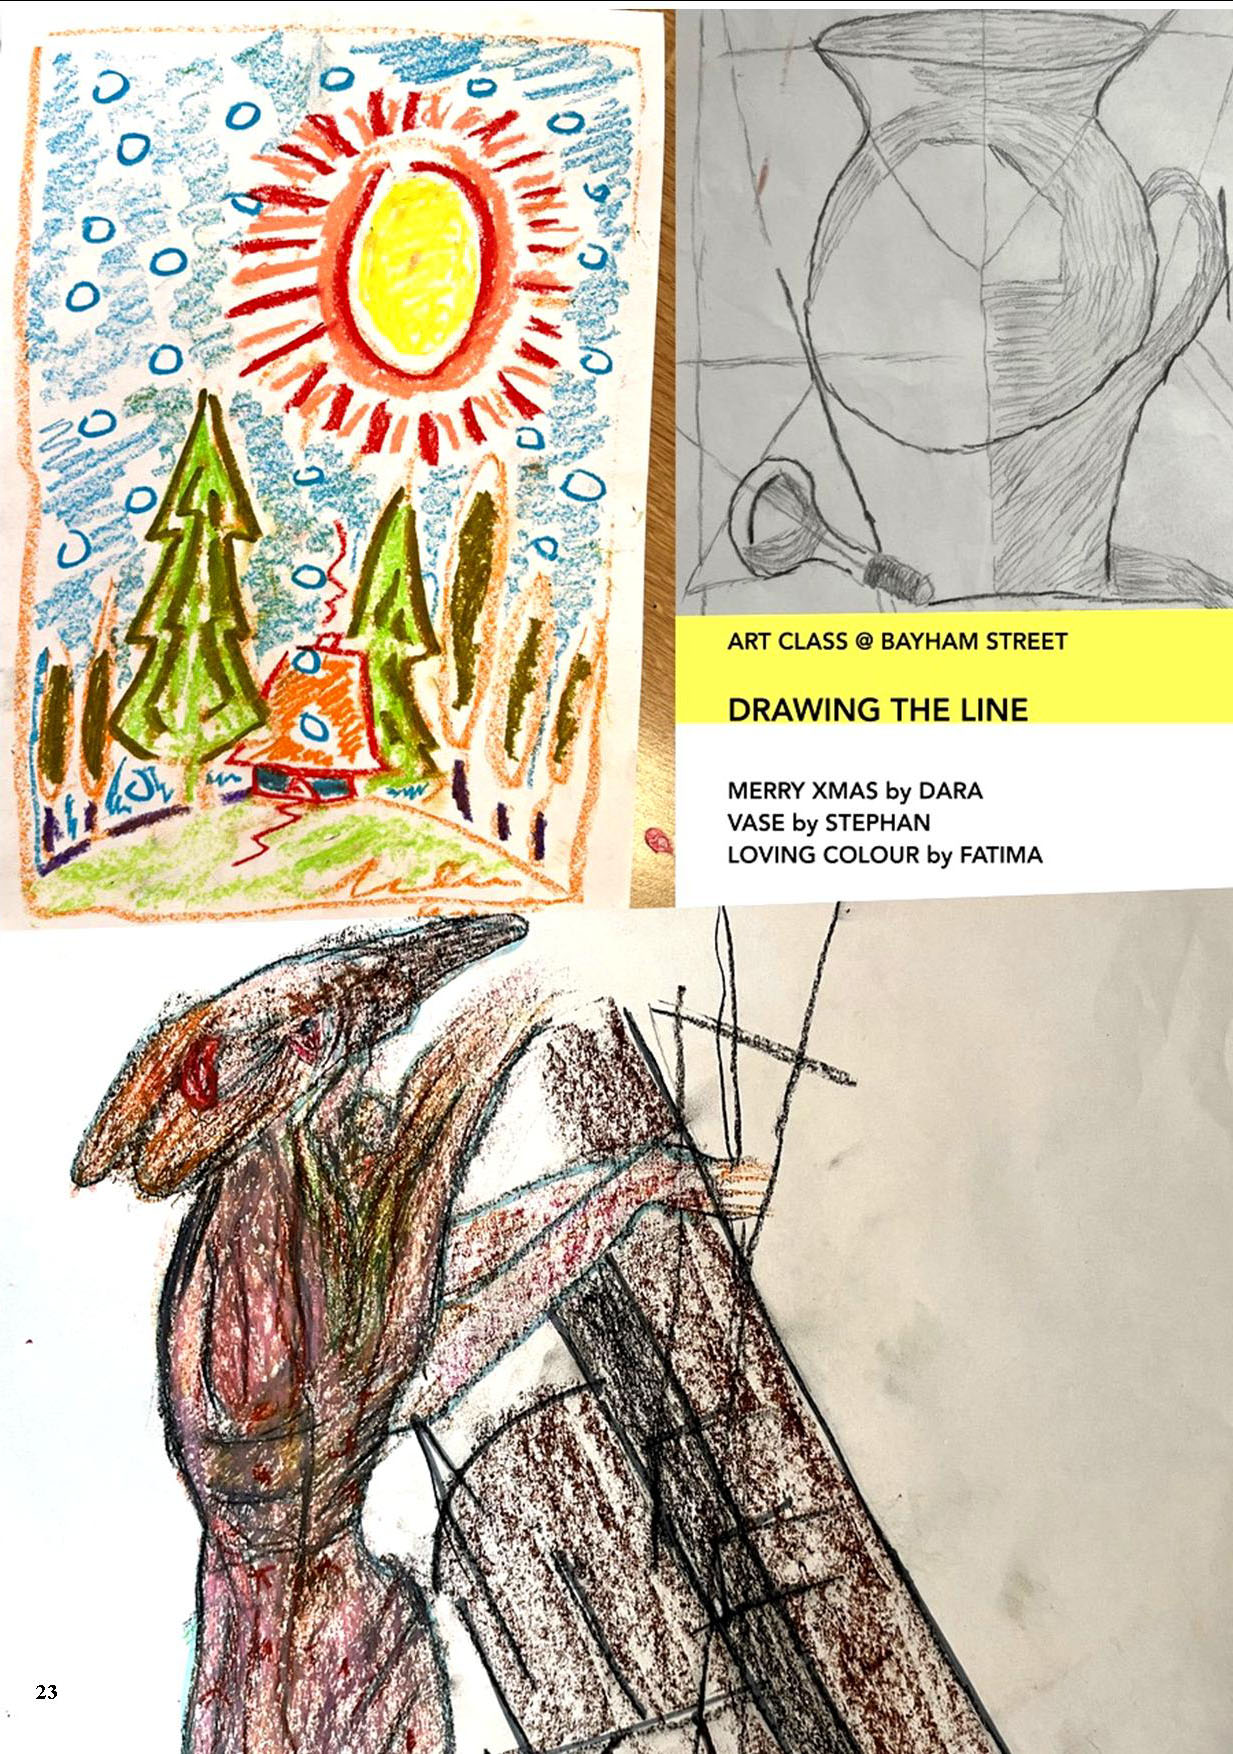 ART CLASS @ BAYHAM STREET
DRAWING THE LINE
MERRY XMAS by DARA
VASE by STEPHAN
LOVING COLOUR by FATIMA
23